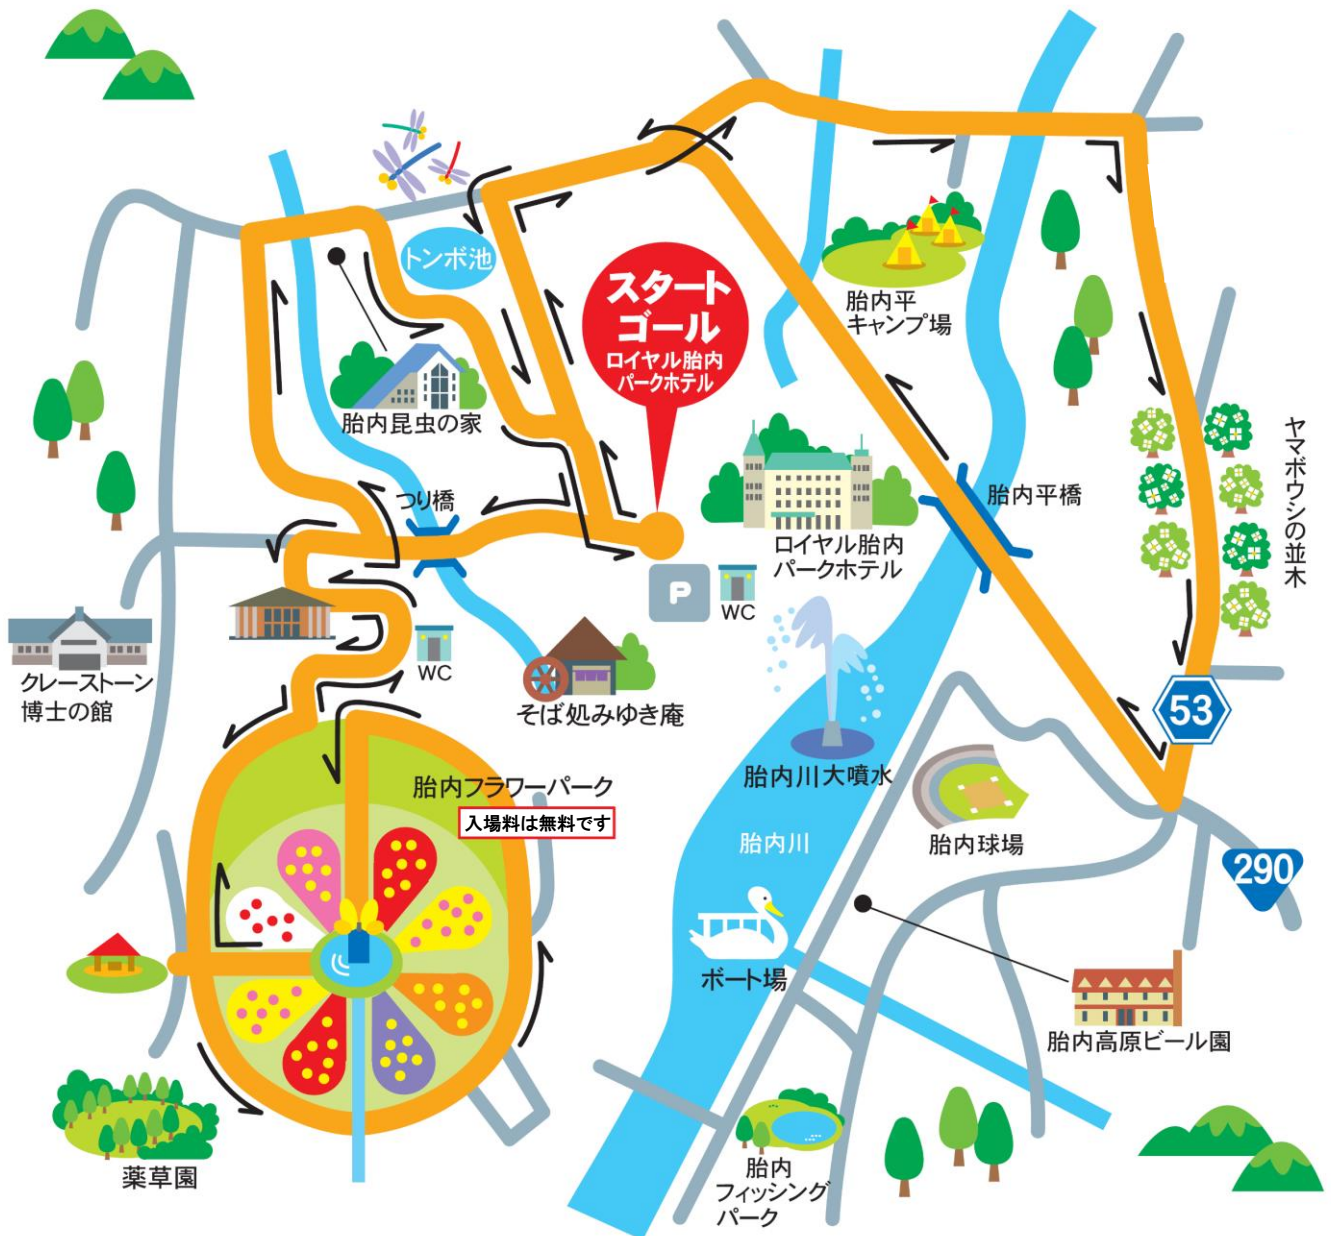 トンボ池
スタート
ゴール
ロイヤル胎内
パークホテル
胎内平
キャンプ場
胎内昆虫の家
つり橋
ロイヤル胎内
パークホテル
胎内平橋
ヤマボウシの並木
P
WC
WC
クレーストーン
博士の館
そば処みゆき庵
53
胎内フラワーパーク
入場料は無料です
胎内川大噴水
胎内川
胎内球場
290
ボート場
胎内高原ビール園
薬草園
胎内
フィッシング
パーク